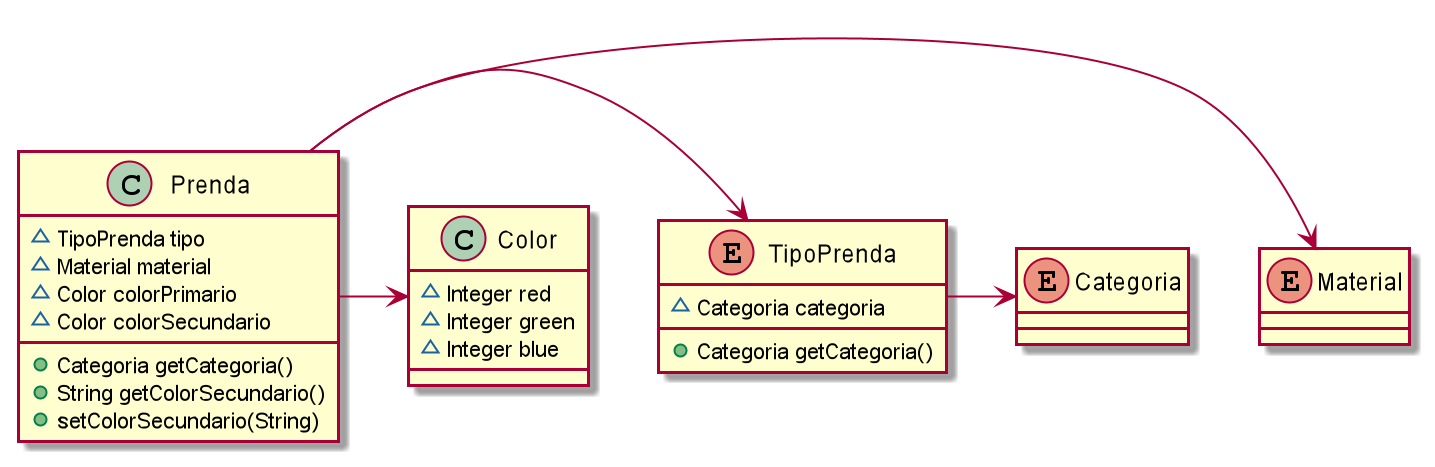 C Prenda
TipoPrenda tipo
Material material
Color colorPrimario
Color colorSecundario
Categoria getCategoria()
String getColorSecundario()
setColorSecundario(String)
C Color
Integer red
Integer green
Integer blue
E TipoPrenda
Categoria categoria
Categoria getCategoria()
E Categoria
E Material